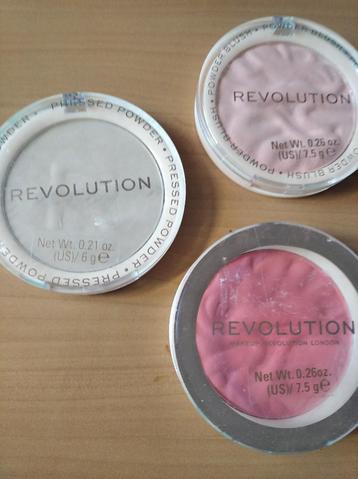 PRESSED POWDER • PRESSED POWDER • PRESSED POWDER •
REVOLUTION
Net Wt. 0.21 oz.
(US)/ 6 g e
POWDER BLUSH • POWDER BLUSH • POWDER BLUSH •
REVOLUTION
Net Wt. 0.26 oz.
(US)/ 7.5 g e
REVOLUTION
MAKEUP REVOLUTION LONDON
Net Wt. 0.26oz.
(US)/ 7.5 g e